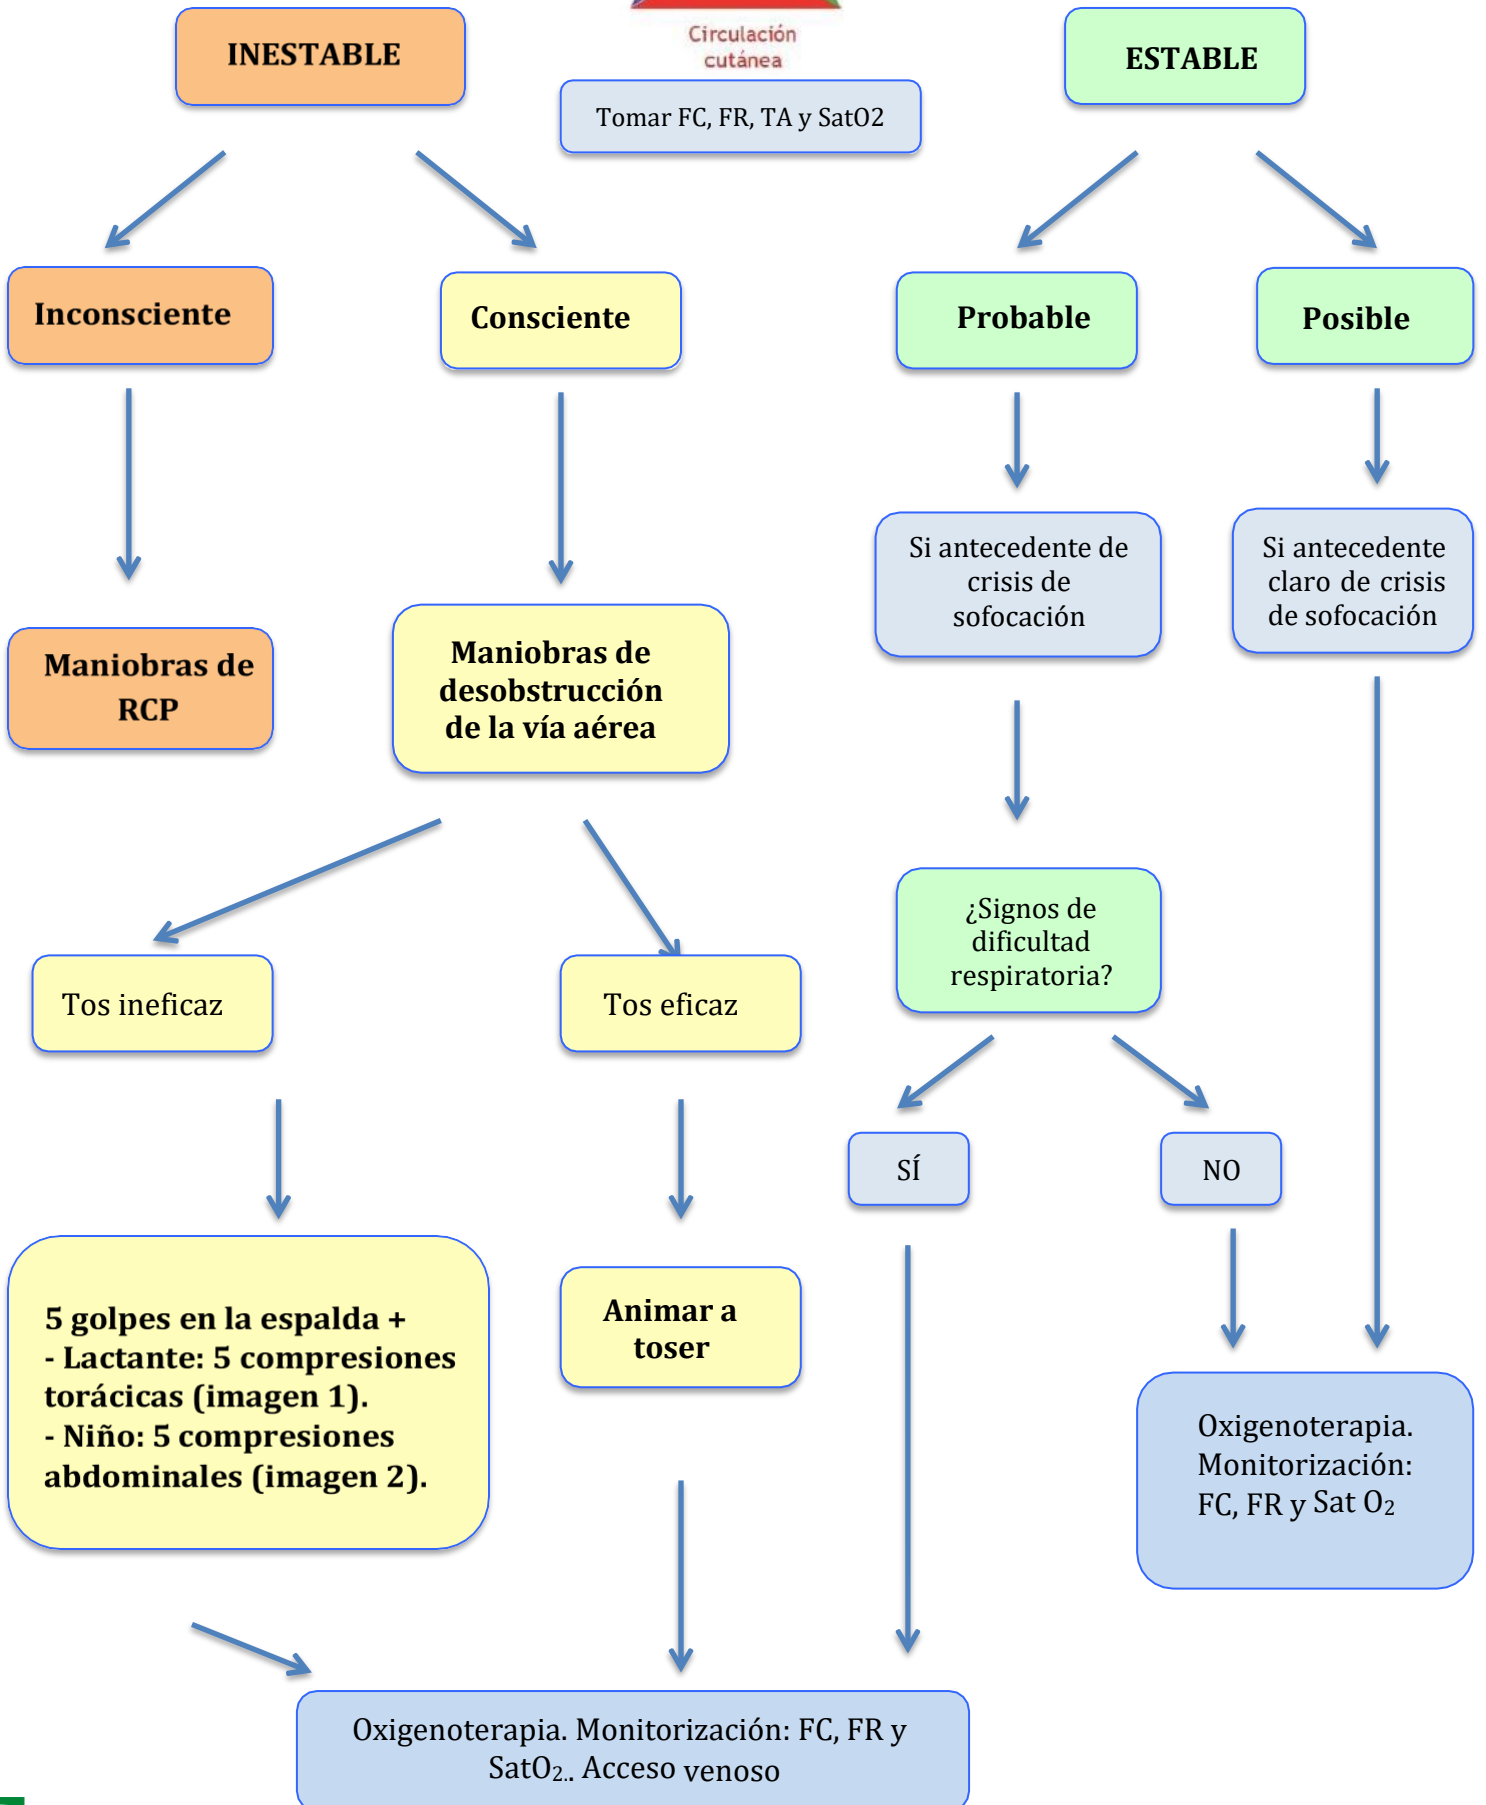 Circulación
cutánea
INESTABLE
Tomar FC, FR, TA y SatO2
ESTABLE
Inconsciente
Consciente
Probable
Posible
Si antecedente de
crisis de
sofocación
Si antecedente
claro de crisis
de sofocación
Maniobras de
RCP
Maniobras de
desobstrucción
de la vía aérea
¿Signos de
dificultad
respiratoria?
Tos ineficaz
Tos eficaz
SÍ
NO
5 golpes en la espalda +
- Lactante: 5 compresiones
torácicas (imagen 1).
- Niño: 5 compresiones
abdominales (imagen 2).
Animar a
toser
Oxigenoterapia.
Monitorización:
FC, FR y Sat O2
Oxigenoterapia. Monitorización: FC, FR y
SatO2.. Acceso venoso